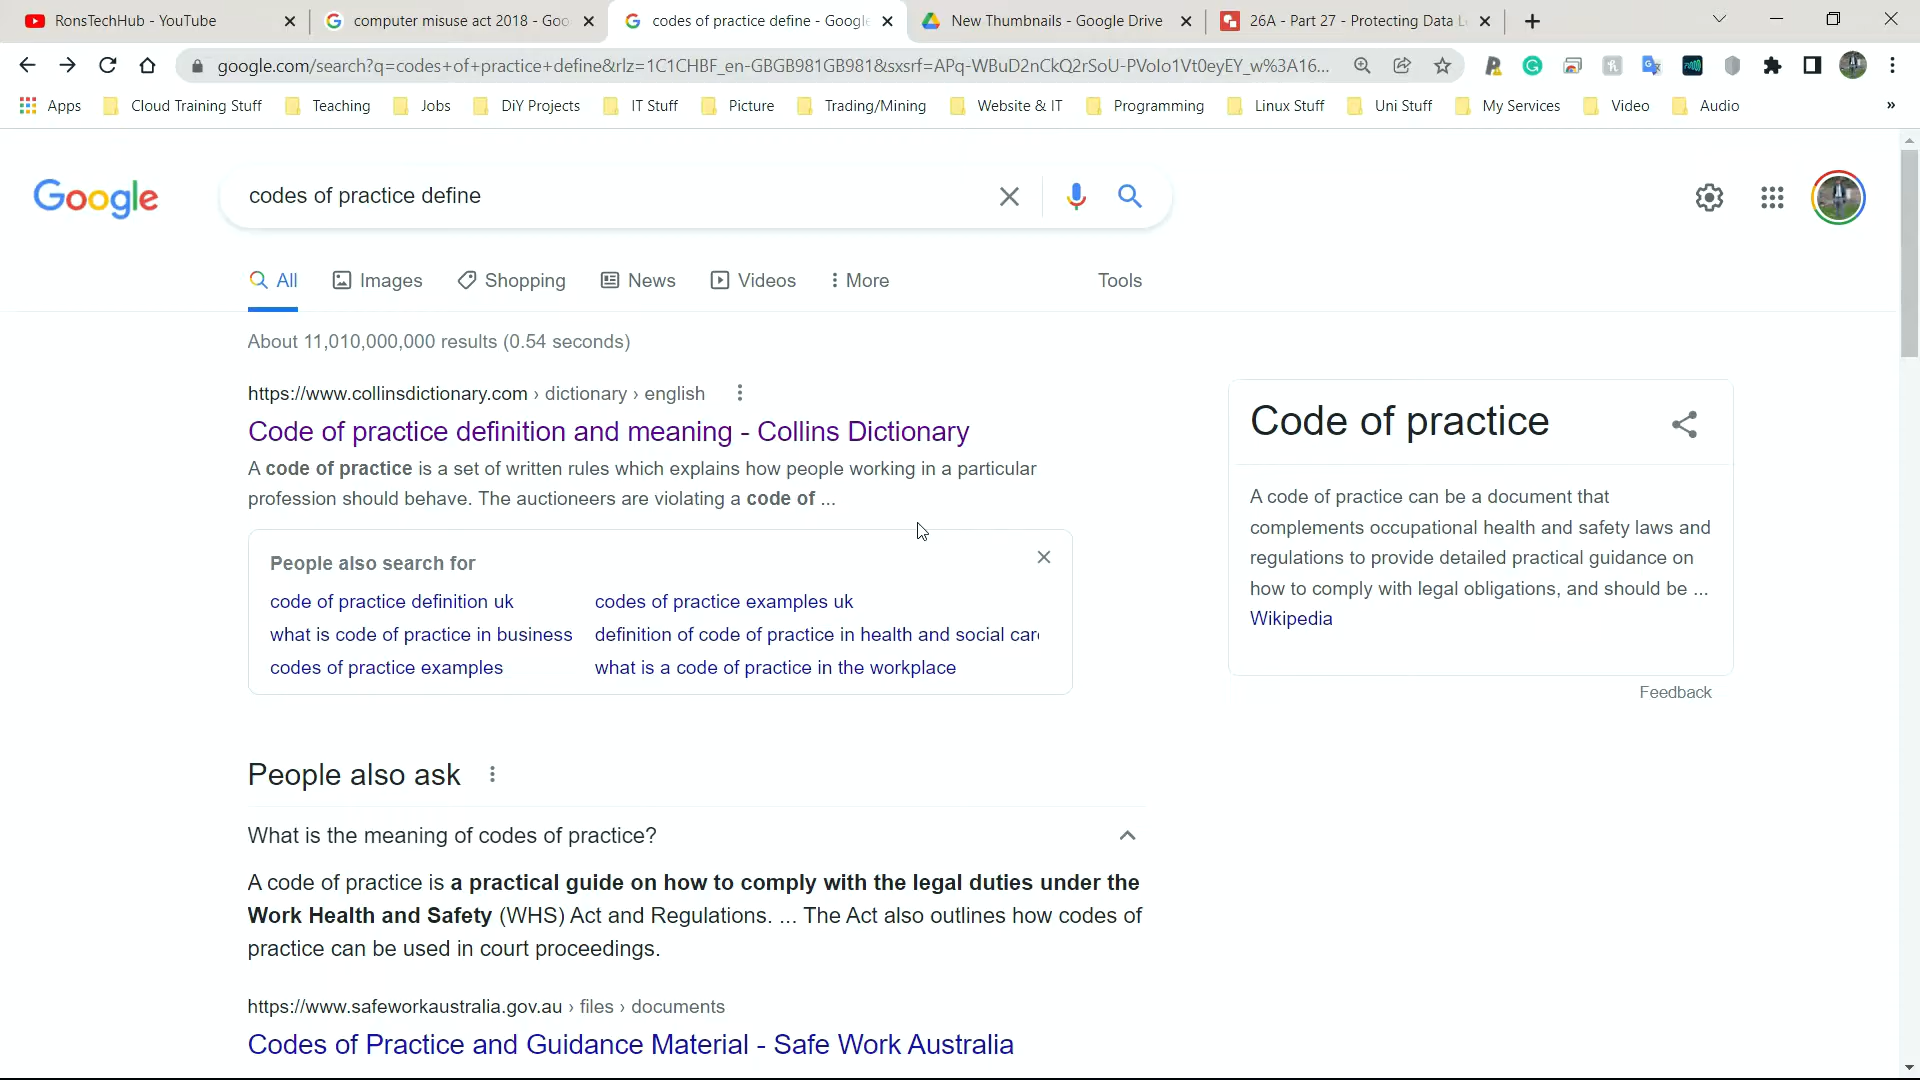 RonsTechHub - YouTube
computer misuse act 2018 - Goo
codes of practice define - Google
New Thumbnails - Google Drive
26A - Part 27 - Protecting Data L
google.com/search?q=codes+of+practice+define&rlz=1C1CHBF_en-GBGB981GB981&sxsrf=APq-WBuD2nCkQ2rSoU-PVoIo1Vt0eyEY_w%3A16...
Apps
Cloud Training Stuff
Teaching
Jobs
DiY Projects
IT Stuff
Picture
Trading/Mining
Website & IT
Programming
Linux Stuff
Uni Stuff
My Services
Video
Audio
Google
codes of practice define
All
Images
Shopping
News
Videos
More
Tools
About 11,010,000,000 results (0.54 seconds)
https://www.collinsdictionary.com › dictionary › english
Code of practice definition and meaning - Collins Dictionary
A code of practice is a set of written rules which explains how people working in a particular
profession should behave. The auctioneers are violating a code of ...
People also search for
code of practice definition uk
codes of practice examples uk
what is code of practice in business
definition of code of practice in health and social care
codes of practice examples
what is a code of practice in the workplace
People also ask
What is the meaning of codes of practice?
A code of practice is a practical guide on how to comply with the legal duties under the
Work Health and Safety (WHS) Act and Regulations. ... The Act also outlines how codes of
practice can be used in court proceedings.
https://www.safeworkaustralia.gov.au › files › documents
Codes of Practice and Guidance Material - Safe Work Australia
Code of practice
A code of practice can be a document that
complements occupational health and safety laws and
regulations to provide detailed practical guidance on
how to comply with legal obligations, and should be ...
Wikipedia
Feedback